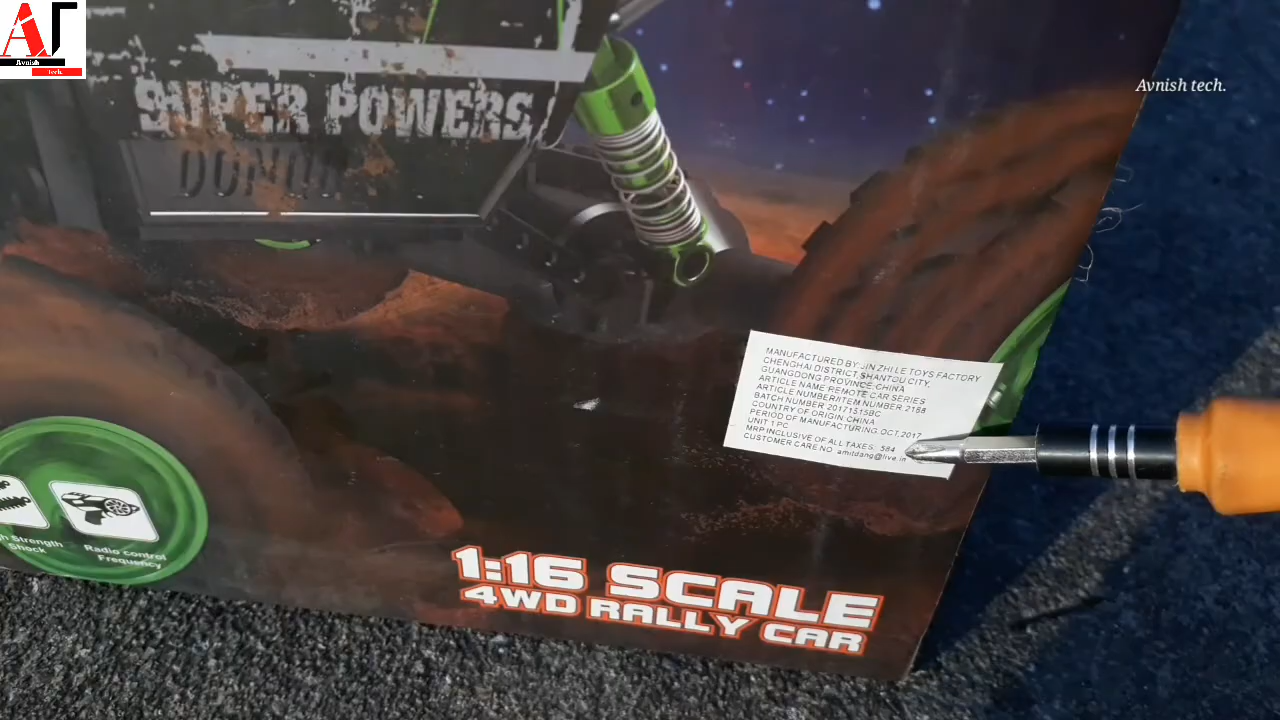 AT
Avnish
tech.
Avnish tech.
SUPER POWERS
MANUFACTURED BY JIN ZHI LE TOYS FACTORY
CHENGHAI DISTRICT, SHANTOU CITY,
GUANGDONG PROVINCE, CHINA
ARTICLE NAME REMOTE CAR SERIES
ARTICLE NUMBER/ITEM NUMBER 2188
BATCH NUMBER 20171515BC
COUNTRY OF ORIGIN CHINA
PERIOD OF MANUFACTURING.OCT,2017
UNIT 1 PC
MRP INCLUSIVE OF ALL TAXES. 584
CUSTOMER CARE NO amitdang@live.in
Strength
Shock
Radio control
Frequency
1:16 SCALE
4WD RALLY CAR